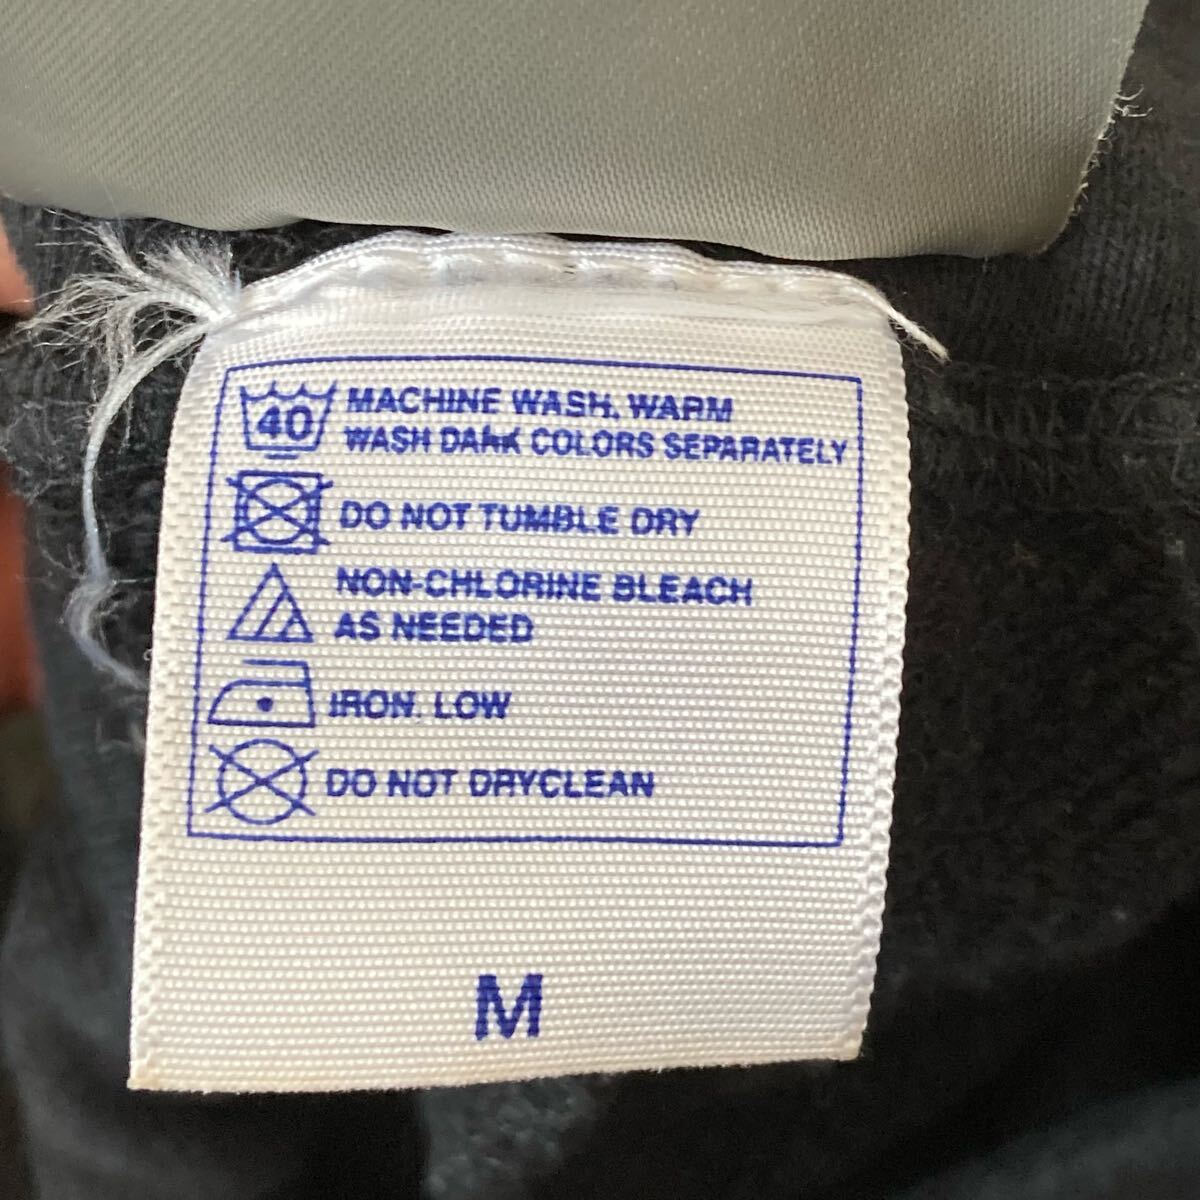 40 MACHINE WASH, WARM
WASH DARK COLORS SEPARATELY
DO NOT TUMBLE DRY
NON-CHLORINE BLEACH
AS NEEDED
IRON, LOW
DO NOT DRYCLEAN
M